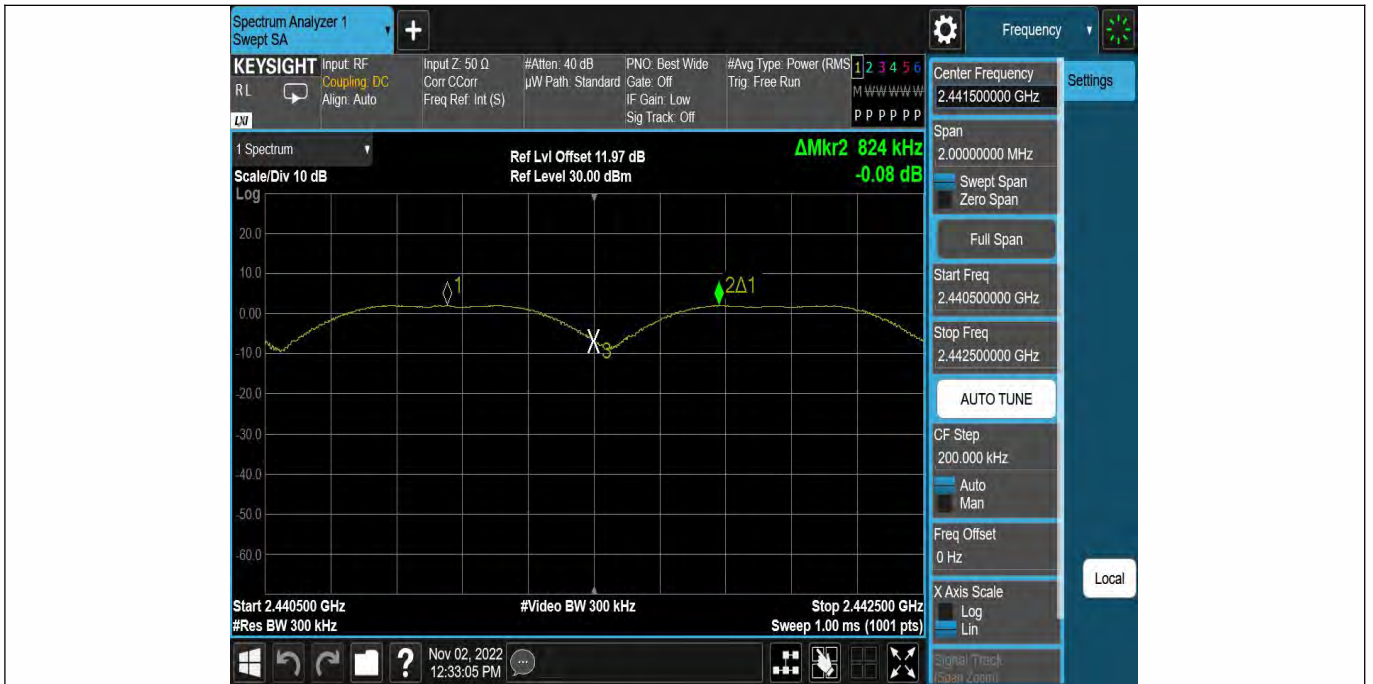 Spectrum Analyzer 1
Swept SA
+
Frequency
KEYSIGHT
RL
LXI
Input: RF
Coupling: DC
Align: Auto
Input Z: 50 Ω
Corr CCorr
Freq Ref: Int (S)
#Atten: 40 dB
µW Path: Standard
PNO: Best Wide
Gate: Off
IF Gain: Low
Sig Track: Off
#Avg Type: Power (RMS
Trig: Free Run
1 2 3 4 5 6
M W W W W W
P P P P P P
1 Spectrum
Scale/Div 10 dB
Ref Lvl Offset 11.97 dB
Ref Level 30.00 dBm
ΔMkr2 824 kHz
-0.08 dB
Log
20.0
10.0
0.00
-10.0
-20.0
-30.0
-40.0
-50.0
-60.0
1
2Δ1
X
3
Start 2.440500 GHz
#Res BW 300 kHz
#Video BW 300 kHz
Stop 2.442500 GHz
Sweep 1.00 ms (1001 pts)
Center Frequency
2.441500000 GHz
Settings
Span
2.00000000 MHz
Swept Span
Zero Span
Full Span
Start Freq
2.440500000 GHz
Stop Freq
2.442500000 GHz
AUTO TUNE
CF Step
200.000 kHz
Auto
Man
Freq Offset
0 Hz
X Axis Scale
Log
Lin
Signal Track
(Span Zoom)
Local
?
Nov 02, 2022
12:33:05 PM